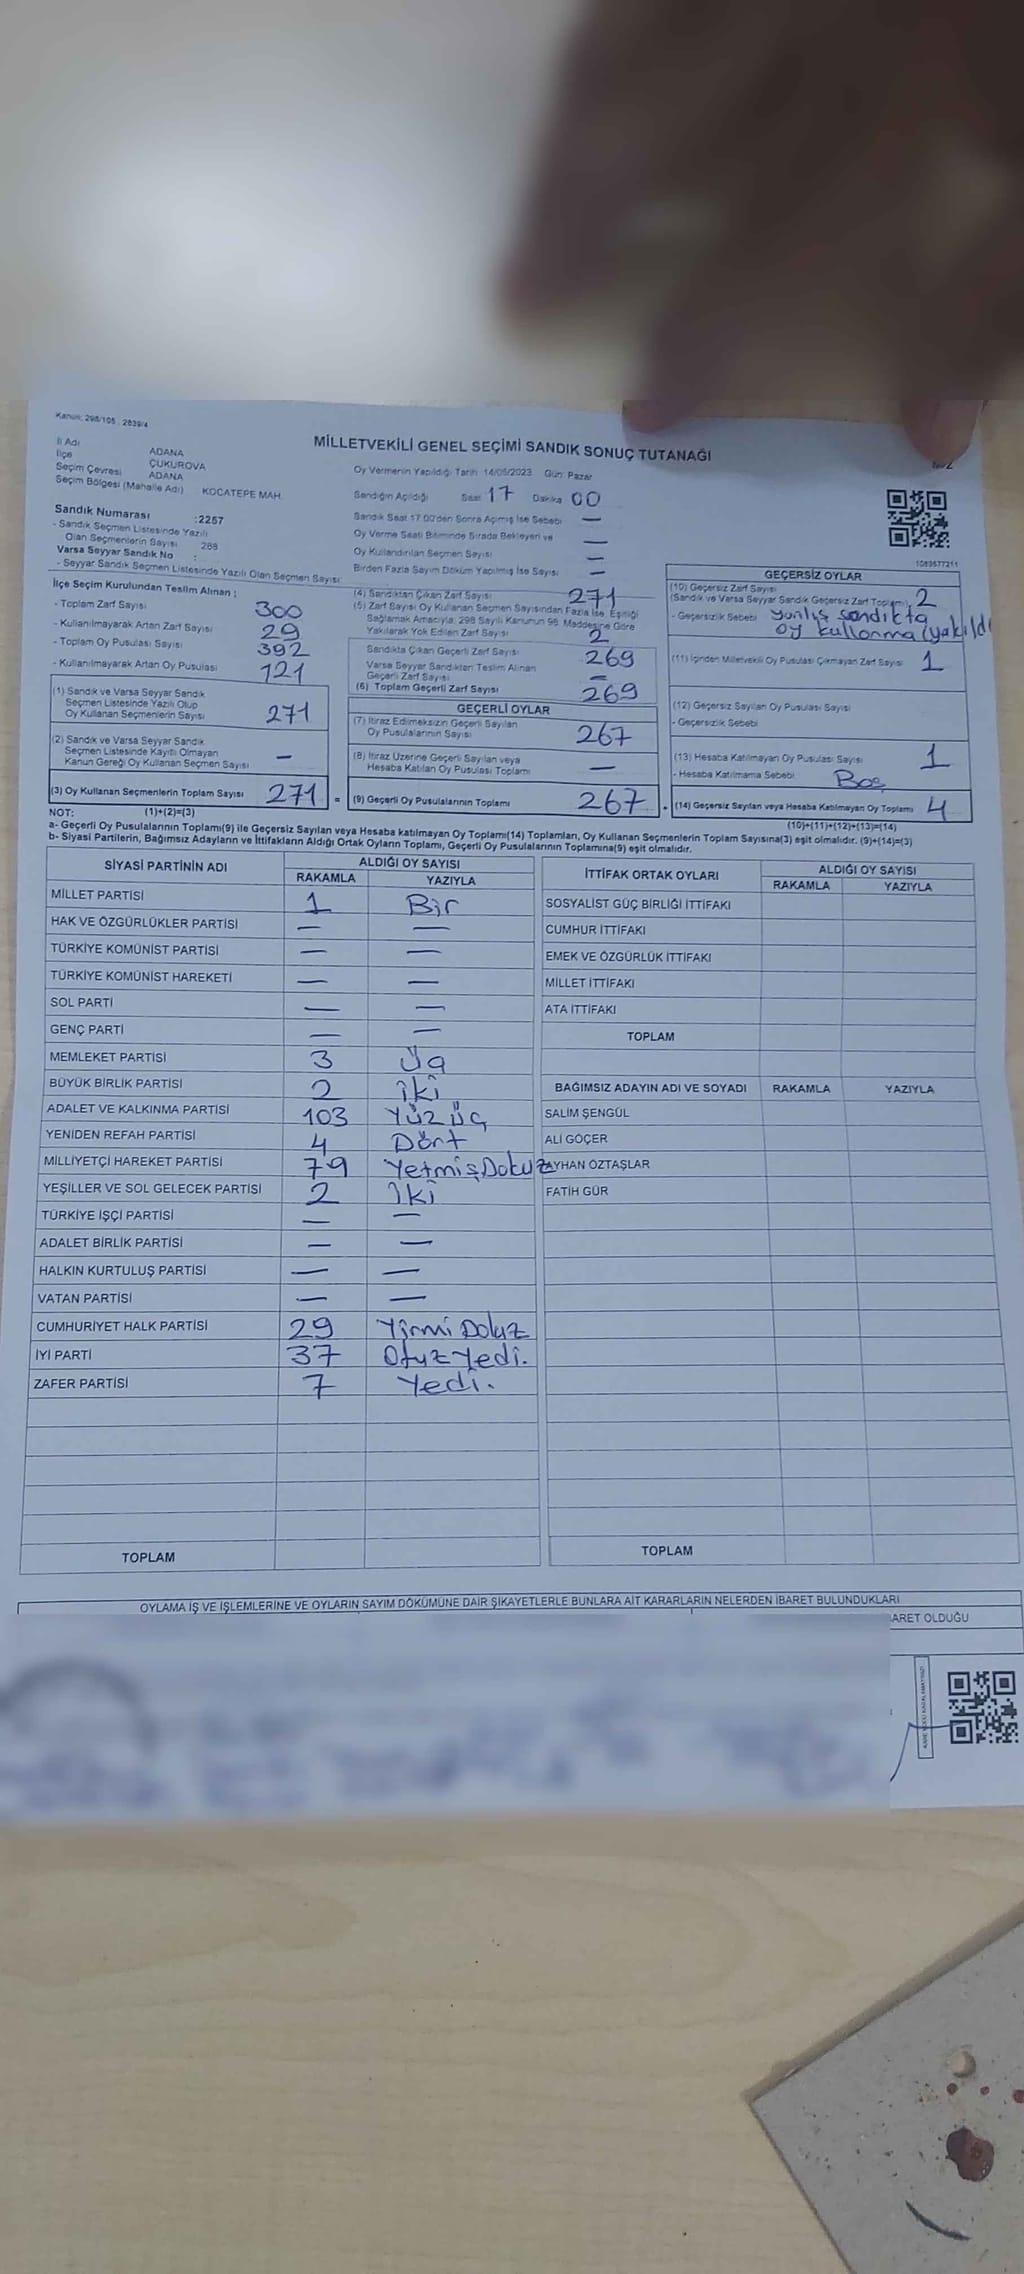 Kanun: 298/105 , 2839/4
MİLLETVEKİLİ GENEL SEÇİMİ SANDIK SONUÇ TUTANAĞI
İl Adı ADANA
İlçe ÇUKUROVA
Seçim Çevresi ADANA
Seçim Bölgesi (Mahalle Adı) KOCATEPE MAH.
Sandık Numarası :2257
- Sandık Seçmen Listesinde Yazılı
Olan Seçmenlerin Sayısı 288
Varsa Seyyar Sandık No :
- Seyyar Sandık Seçmen Listesinde Yazılı Olan Seçmen Sayısı:
Oy Vermenin Yapıldığı Tarih 14/05/2023 Gün: Pazar
Sandığın Açıldığı Saat 17 Dakika 00
Sandık Saat 17.00'den Sonra Açımış İse Sebebi —
Oy Verme Saati Bitiminde Sırada Bekleyen ve
Oy Kullandırılan Seçmen Sayısı —
Birden Fazla Sayım Döküm Yapılmış İse Sayısı —
1083577211
İlçe Seçim Kurulundan Teslim Alınan ;
- Toplam Zarf Sayısı 300
- Kullanılmayarak Artan Zarf Sayısı 29
- Toplam Oy Pusulası Sayısı 392
- Kullanılmayarak Artan Oy Pusulası 121
(1) Sandık ve Varsa Seyyar Sandık
Seçmen Listesinde Yazılı Olup
Oy Kullanan Seçmenlerin Sayısı 271
(2) Sandık ve Varsa Seyyar Sandık
Seçmen Listesinde Kayıtlı Olmayan
Kanun Gereği Oy Kullanan Seçmen Sayısı —
(3) Oy Kullanan Seçmenlerin Toplam Sayısı 271 =
(4) Sandıktan Çıkan Zarf Sayısı 271
(5) Zarf Sayısı Oy Kullanan Seçmen Sayısından Fazla İse, Eşitliği
Sağlamak Amacıyla, 298 Sayılı Kanunun 98. Maddesine Göre
Yakılarak Yok Edilen Zarf Sayısı 2
Sandıkta Çıkan Geçerli Zarf Sayısı 269
Varsa Seyyar Sandıktan Teslim Alınan
Geçerli Zarf Sayısı —
(6) Toplam Geçerli Zarf Sayısı 269
GEÇERLİ OYLAR
(7) İtiraz Edilmeksizin Geçerli Sayılan
Oy Pusulalarının Sayısı 267
(8) İtiraz Üzerine Geçerli Sayılan veya
Hesaba Katılan Oy Pusulası Toplamı —
(9) Geçerli Oy Pusulalarının Toplamı 267
GEÇERSİZ OYLAR
(10) Geçersiz Zarf Sayısı
(Sandık ve Varsa Seyyar Sandık Geçersiz Zarf Toplamı) 2
- Geçersizlik Sebebi yanlış sandıkta
oy kullanma (yakıldı
(11) İçinden Milletvekili Oy Pusulası Çıkmayan Zarf Sayısı 1
(12) Geçersiz Sayılan Oy Pusulası Sayısı
- Geçersizlik Sebebi
(13) Hesaba Katılmayan Oy Pusulası Sayısı 1
- Hesaba Katılmama Sebebi Boş
(14) Geçersiz Sayılan veya Hesaba Katılmayan Oy Toplamı 4
NOT: (1)+(2)=(3)
(10)+(11)+(12)+(13)=(14)
a- Geçerli Oy Pusulalarının Toplamı(9) ile Geçersiz Sayılan veya Hesaba katılmayan Oy Toplamı(14) Toplamları, Oy Kullanan Seçmenlerin Toplam Sayısına(3) eşit olmalıdır. (9)+(14)=(3)
b- Siyasi Partilerin, Bağımsız Adayların ve İttifakların Aldığı Ortak Oyların Toplamı, Geçerli Oy Pusulalarının Toplamına(9) eşit olmalıdır.
SİYASİ PARTİNİN ADI ALDIĞI OY SAYISI
RAKAMLA YAZIYLA
MİLLET PARTİSİ 1 Bir
HAK VE ÖZGÜRLÜKLER PARTİSİ — —
TÜRKİYE KOMÜNİST PARTİSİ — —
TÜRKİYE KOMÜNİST HAREKETİ — —
SOL PARTİ — —
GENÇ PARTİ — —
MEMLEKET PARTİSİ 3 üç
BÜYÜK BİRLİK PARTİSİ 2 iki
ADALET VE KALKINMA PARTİSİ 103 Yüz üç
YENİDEN REFAH PARTİSİ 4 Dört
MİLLİYETÇİ HAREKET PARTİSİ 79 Yetmiş Dokuz
YEŞİLLER VE SOL GELECEK PARTİSİ 2 İki
TÜRKİYE İŞÇİ PARTİSİ — —
ADALET BİRLİK PARTİSİ — —
HALKIN KURTULUŞ PARTİSİ — —
VATAN PARTİSİ — —
CUMHURİYET HALK PARTİSİ 29 Yirmi Dokuz
İYİ PARTİ 37 Otuz Yedi.
ZAFER PARTİSİ 7 Yedi.
TOPLAM
İTTİFAK ORTAK OYLARI ALDIĞI OY SAYISI
RAKAMLA YAZIYLA
SOSYALİST GÜÇ BİRLİĞİ İTTİFAKI
CUMHUR İTTİFAKI
EMEK VE ÖZGÜRLÜK İTTİFAKI
MİLLET İTTİFAKI
ATA İTTİFAKI
TOPLAM
BAĞIMSIZ ADAYIN ADI VE SOYADI RAKAMLA YAZIYLA
SALİM ŞENGÜL
ALİ GÖÇER
AYHAN ÖZTAŞLAR
FATİH GÜR
TOPLAM
OYLAMA İŞ VE İŞLEMLERİNE VE OYLARIN SAYIM DÖKÜMÜNE DAİR ŞİKAYETLERLE BUNLARA AİT KARARLARIN NELERDEN İBARET BULUNDUKLARI
ARET OLDUĞU